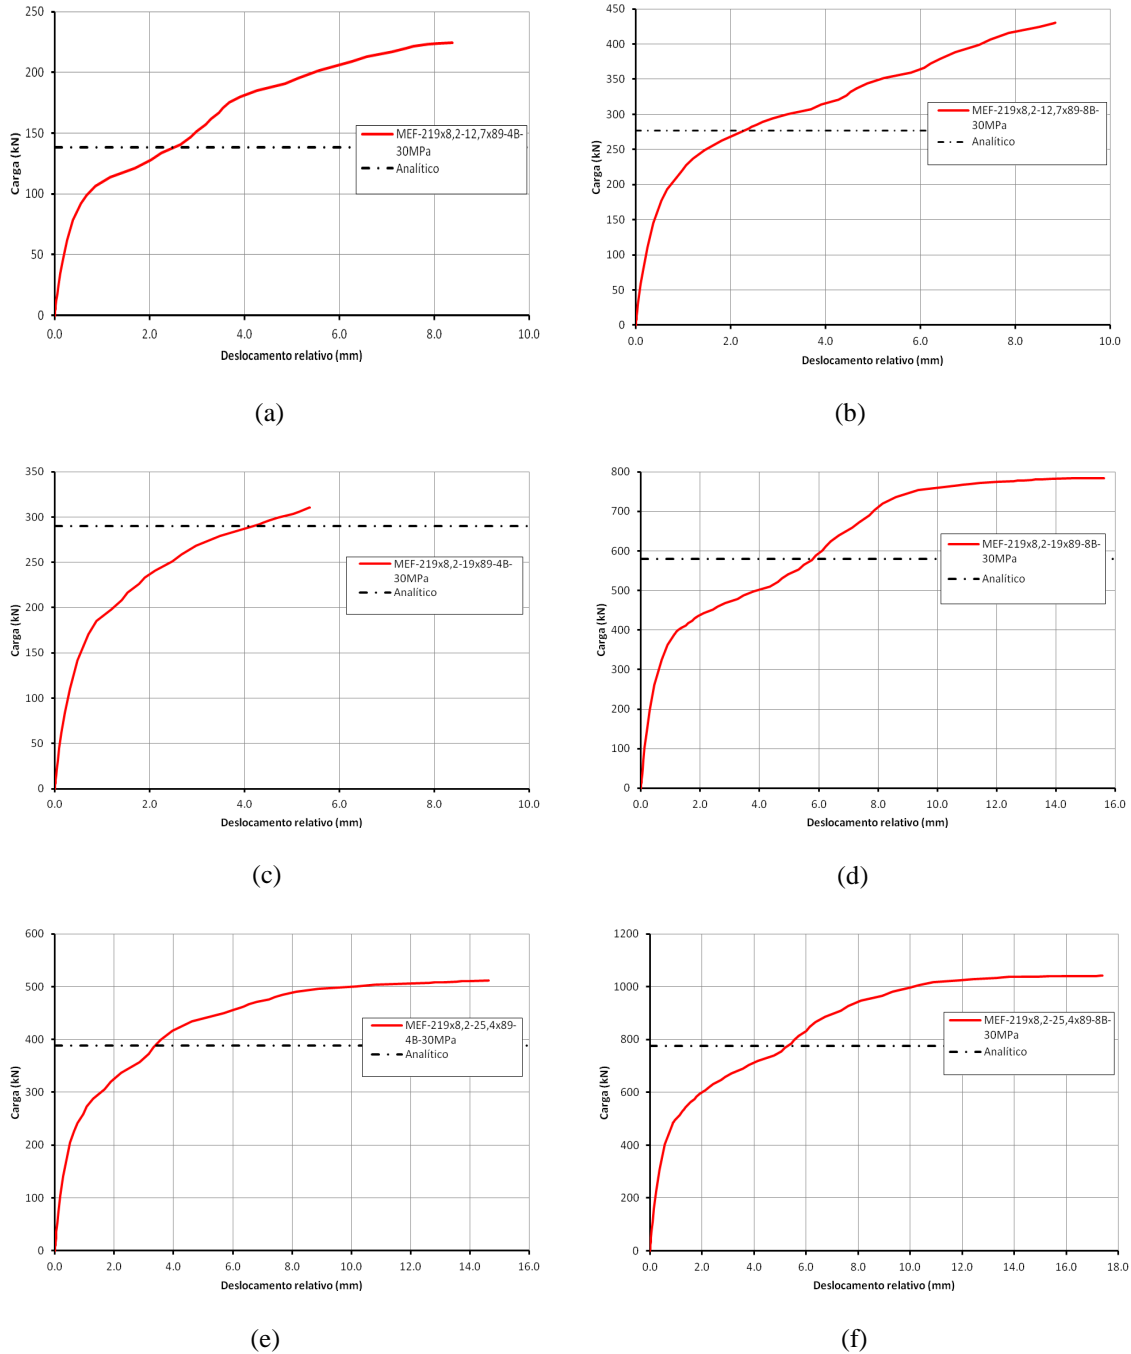 250
200
150
100
50
0
Carga (kN)
MEF-219x8,2-12,7x89-4B-
30MPa
Analítico
0.0 2.0 4.0 6.0 8.0 10.0
Deslocamento relativo (mm)
(a)
450
400
350
300
250
200
150
100
50
0
Carga (kN)
MEF-219x8,2-12,7x89-8B-
30MPa
Analítico
0.0 2.0 4.0 6.0 8.0 10.0
Deslocamento relativo (mm)
(b)
350
300
250
200
150
100
50
0
Carga (kN)
MEF-219x8,2-19x89-4B-
30MPa
Analítico
0.0 2.0 4.0 6.0 8.0 10.0
Deslocamento relativo (mm)
(c)
800
700
600
500
400
300
200
100
0
Carga (kN)
MEF-219x8,2-19x89-8B-
30MPa
Analítico
0.0 2.0 4.0 6.0 8.0 10.0 12.0 14.0 16.0
Deslocamento relativo (mm)
(d)
600
500
400
300
200
100
0
Carga (kN)
MEF-219x8,2-25,4x89-
4B-30MPa
Analítico
0.0 2.0 4.0 6.0 8.0 10.0 12.0 14.0 16.0
Deslocamento relativo (mm)
(e)
1200
1000
800
600
400
200
0
Carga (kN)
MEF-219x8,2-25,4x89-8B-
30MPa
Analítico
0.0 2.0 4.0 6.0 8.0 10.0 12.0 14.0 16.0 18.0
Deslocamento relativo (mm)
(f)